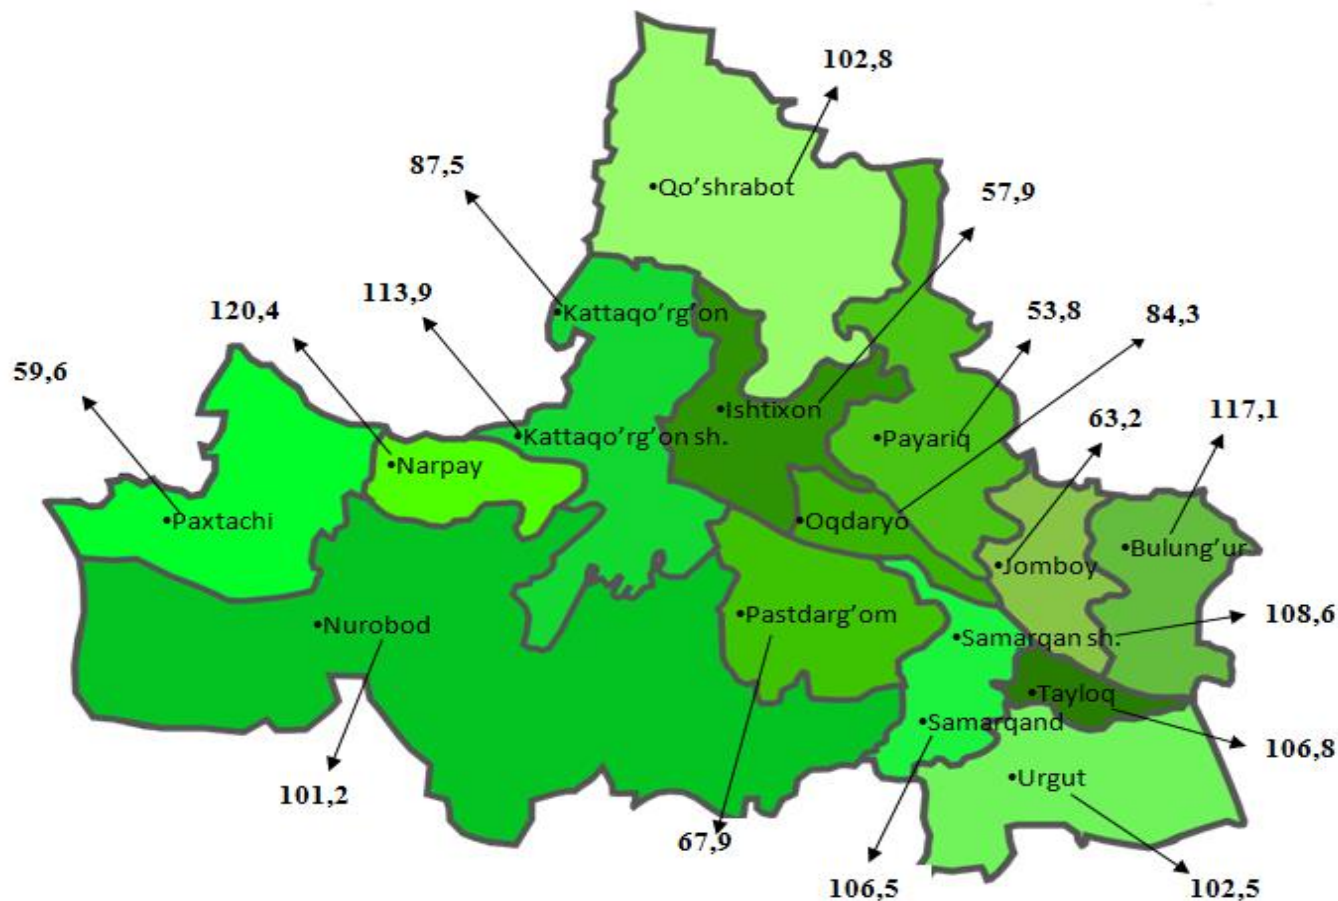 102,8
87,5
•Qo’shrabot
57,9
113,9
•Kattaqo’rg’on
120,4
53,8
84,3
59,6
•Ishtixon
63,2
117,1
•Kattaqo’rg’on sh.
•Payariq
•Narpay
•Paxtachi
•Oqdaryo
•Bulung’ur
•Jomboy
•Nurobod
•Pastdarg’om
•Samarqan sh.
108,6
•Tayloq
•Samarqand
106,8
•Urgut
101,2
67,9
106,5
102,5